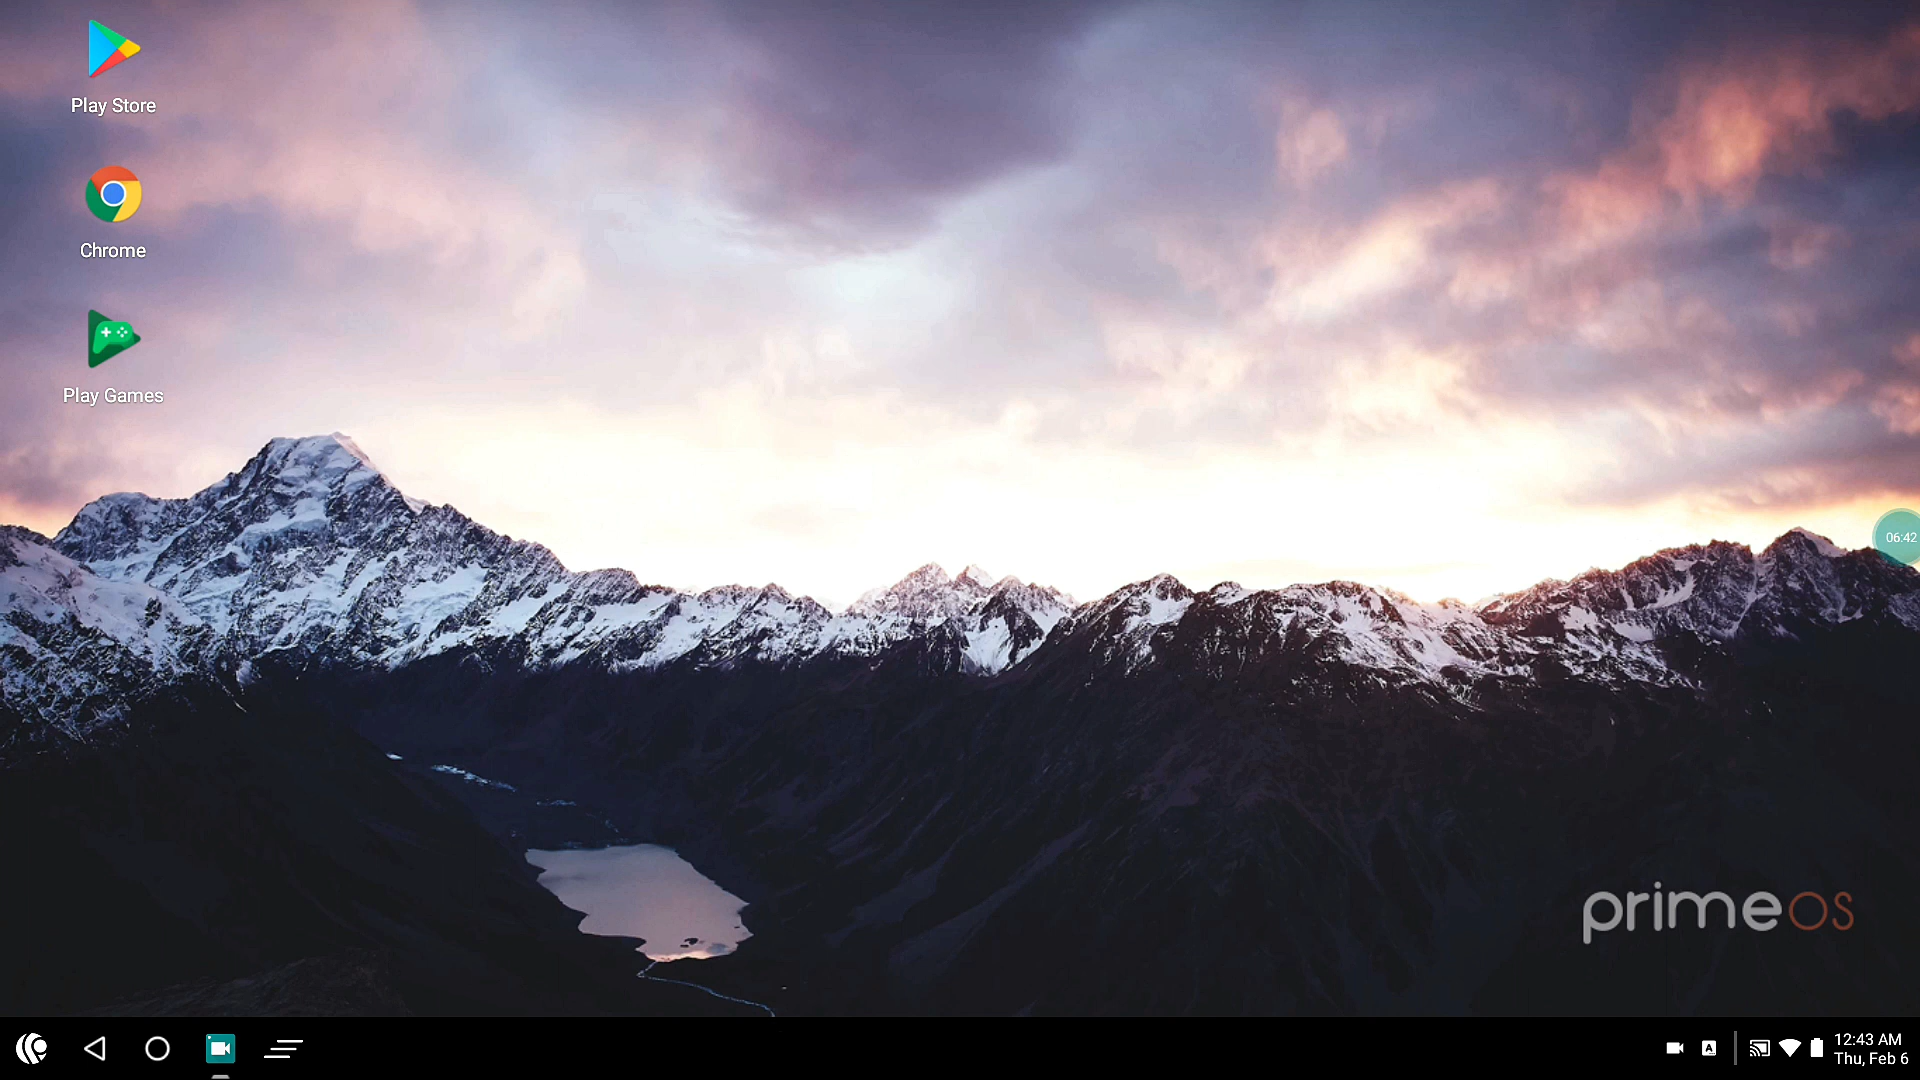 Play Store
Chrome
Play Games
06:42
primeOS
A
12:43 AM
Thu, Feb 6